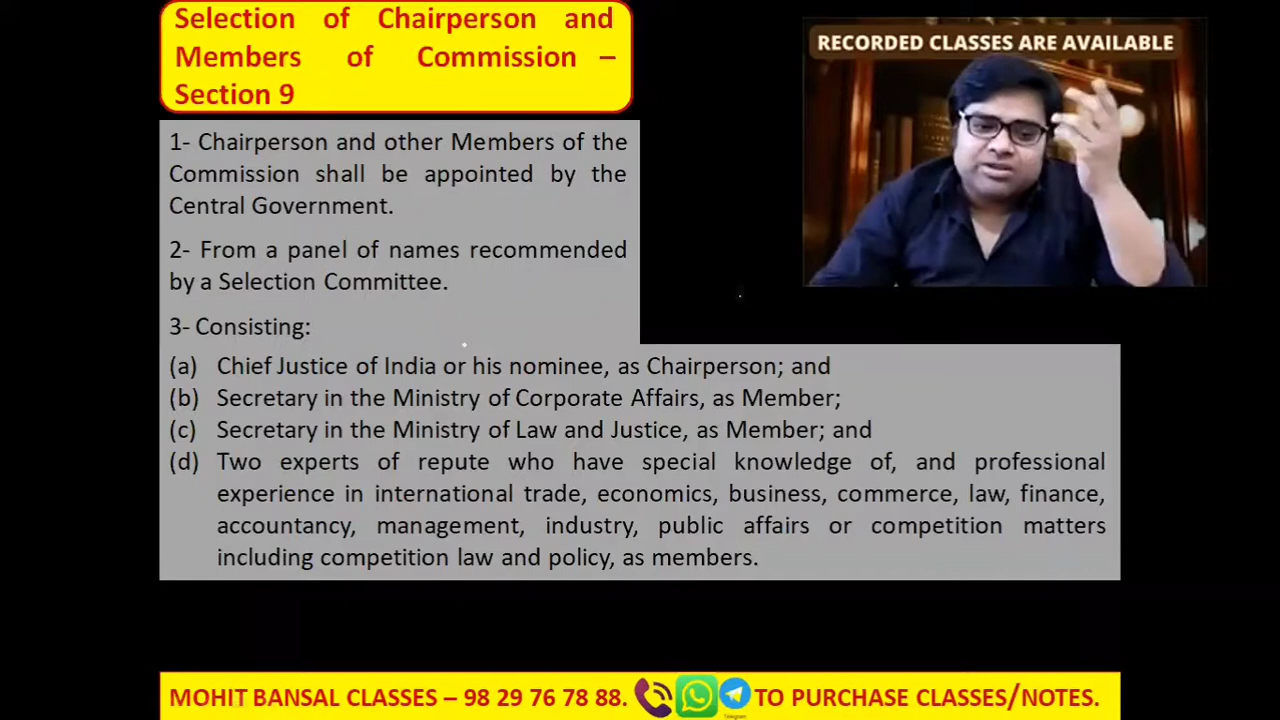 Selection of Chairperson and
Members of Commission –
Section 9
RECORDED CLASSES ARE AVAILABLE
1- Chairperson and other Members of the
Commission shall be appointed by the
Central Government.
2- From a panel of names recommended
by a Selection Committee.
3- Consisting:
(a) Chief Justice of India or his nominee, as Chairperson; and
(b) Secretary in the Ministry of Corporate Affairs, as Member;
(c) Secretary in the Ministry of Law and Justice, as Member; and
(d) Two experts of repute who have special knowledge of, and professional
experience in international trade, economics, business, commerce, law, finance,
accountancy, management, industry, public affairs or competition matters
including competition law and policy, as members.
MOHIT BANSAL CLASSES – 98 29 76 78 88. TO PURCHASE CLASSES/NOTES.
Telegram